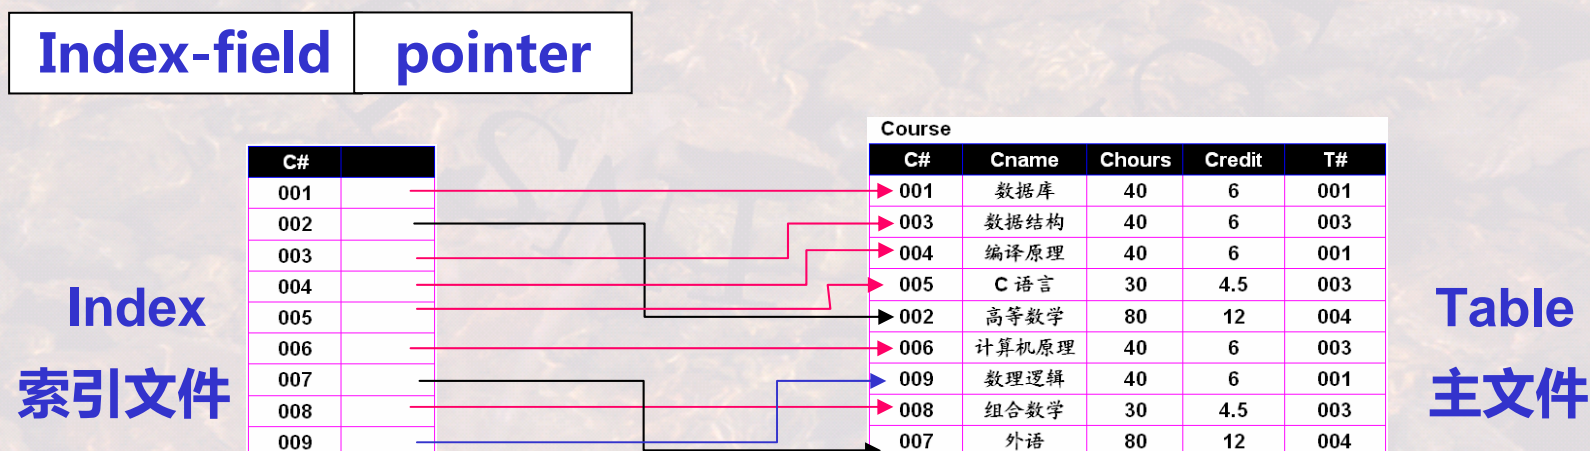 Index-field pointer
Course
C# C# Cname Chours Credit T#
001 001 数据库 40 6 001
002 003 数据结构 40 6 003
003 004 编译原理 40 6 001
004 005 C 语言 30 4.5 003
005 002 高等数学 80 12 004
006 006 计算机原理 40 6 003
007 009 数理逻辑 40 6 001
008 008 组合数学 30 4.5 003
009 007 外语 80 12 004
Index
索引文件
Table
主文件